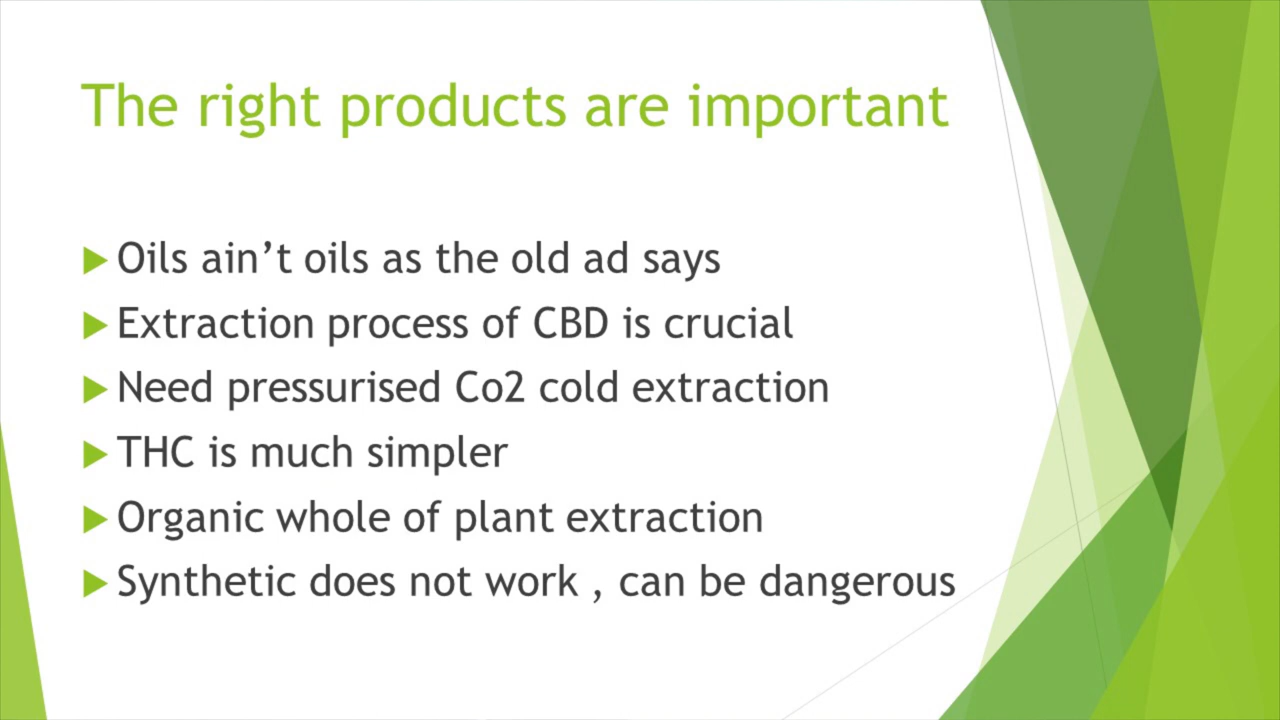 The right products are important
Oils ain’t oils as the old ad says
Extraction process of CBD is crucial
Need pressurised Co2 cold extraction
THC is much simpler
Organic whole of plant extraction
Synthetic does not work , can be dangerous